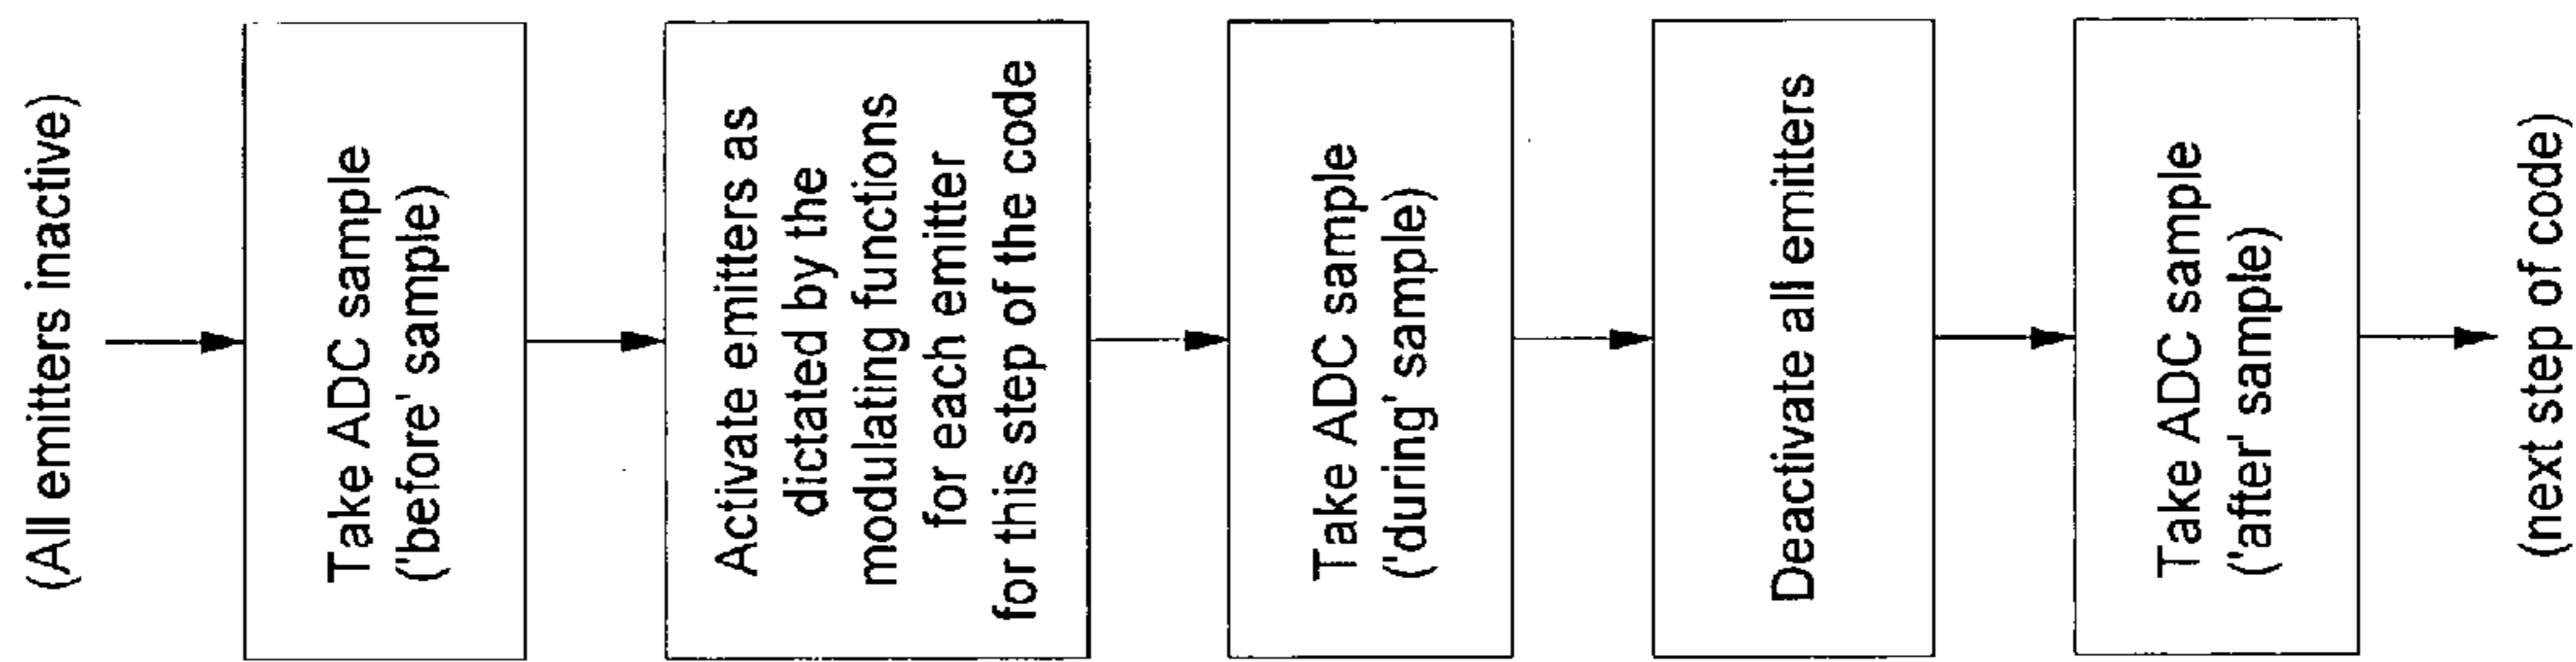 (All emitters inactive)
Take ADC sample
('before' sample)
Activate emitters as
dictated by the
modulating functions
for each emitter
for this step of the code
Take ADC sample
('during' sample)
Deactivate all emitters
Take ADC sample
('after' sample)
(next step of code)